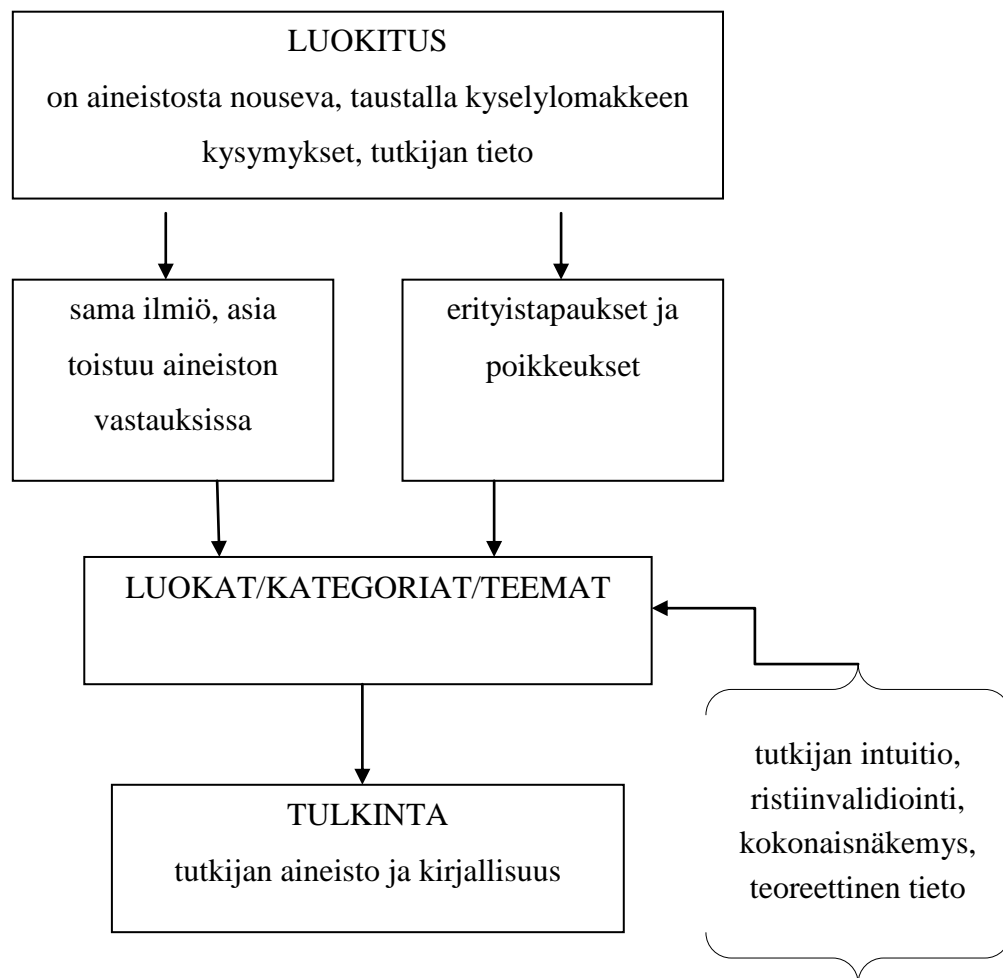 LUOKITUS
on aineistosta nouseva, taustalla kyselylomakkeen
kysymykset, tutkijan tieto
sama ilmiö, asia
toistuu aineiston
vastauksissa
erityistapaukset ja
poikkeukset
LUOKAT/KATEGORIAT/TEEMAT
tutkijan intuitio,
ristiinvalidiointi,
kokonaisnäkemys,
teoreettinen tieto
TULKINTA
tutkijan aineisto ja kirjallisuus